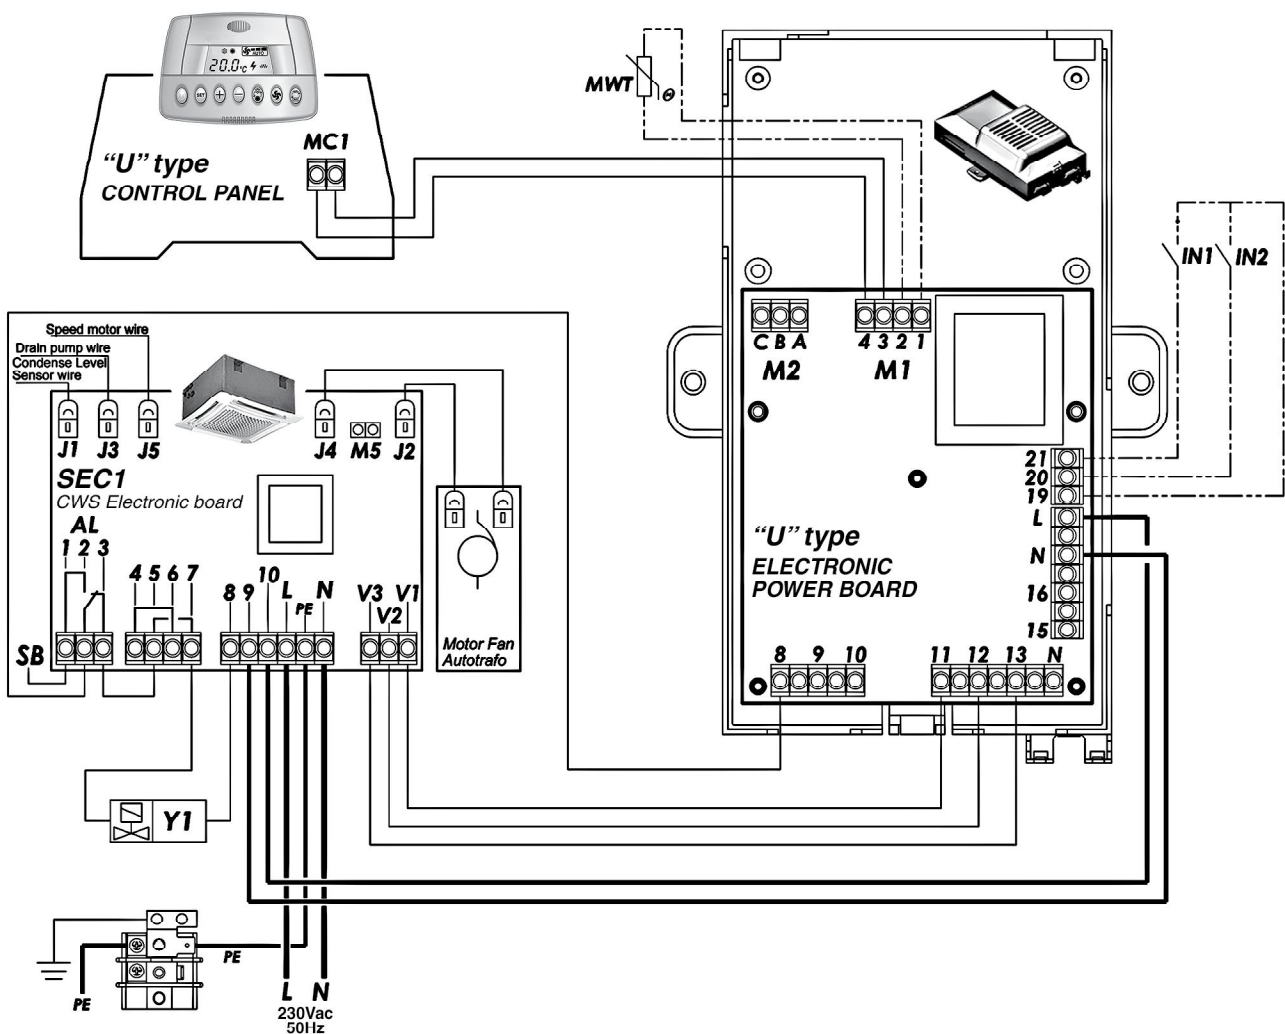 AUTO
20.0°C
SET
MC1
"U" type
CONTROL PANEL
MWT
Θ
IN1
IN2
C B A
4 3 2 1
M2
M1
Speed motor wire
Drain pump wire
Condense Level
Sensor wire
J1
J3
J5
J4
M5
J2
SEC1
CWS Electronic board
AL
1 2 3
4 5 6 7
8 9 10 L PE N
V3 V2 V1
SB
Motor Fan
Autotrafo
21
20
19
L
N
16
15
"U" type
ELECTRONIC
POWER BOARD
8 9 10
11 12 13 N
Y1
PE
PE
L N
230Vac
50Hz